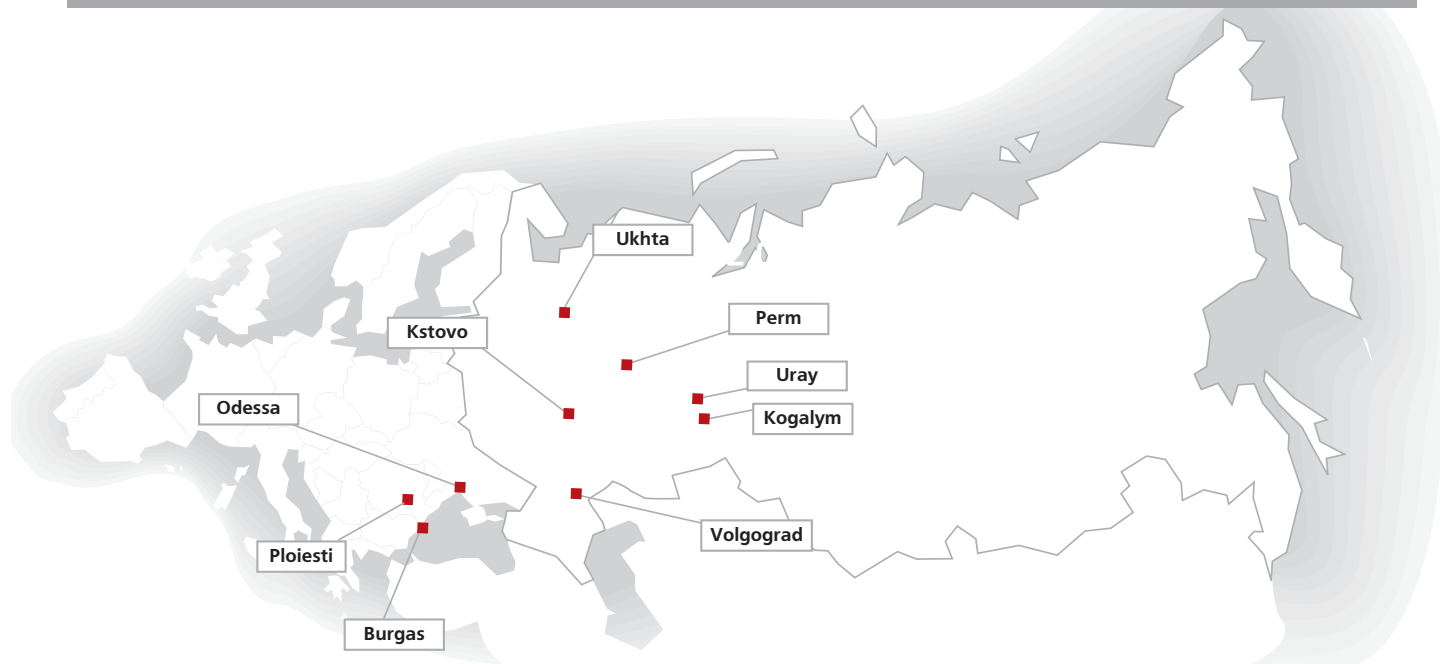 Ukhta
Perm
Kstovo
Uray
Odessa
Kogalym
Volgograd
Ploiesti
Burgas